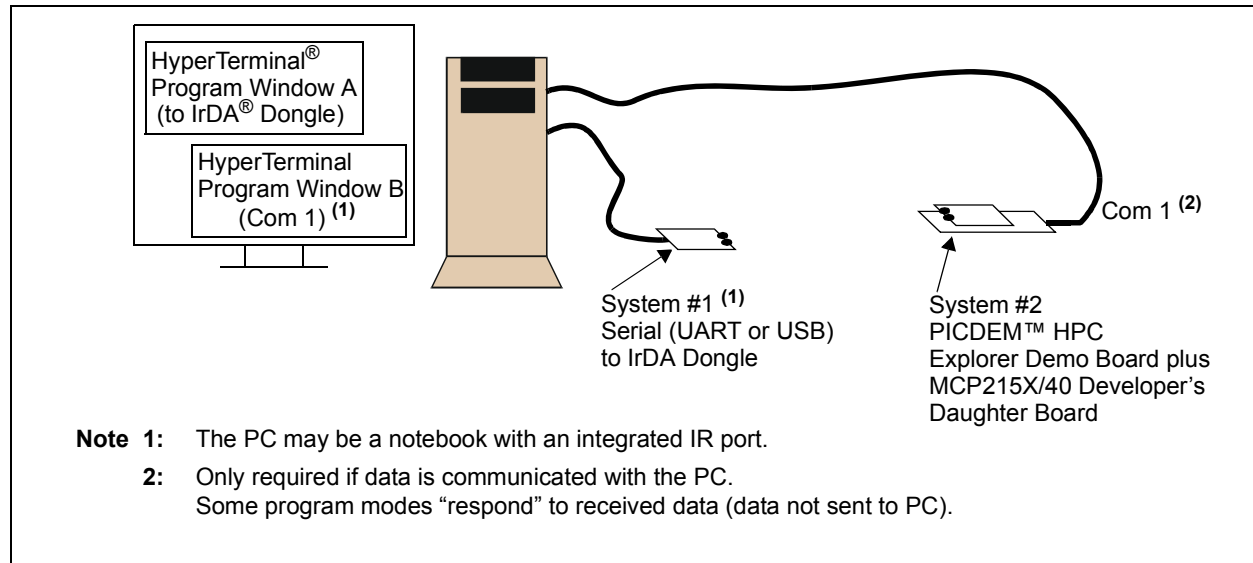 HyperTerminal®
Program Window A
(to IrDA® Dongle)
HyperTerminal
Program Window B
(Com 1) (1)
Com 1 (2)
System #1 (1)
Serial (UART or USB)
to IrDA Dongle
System #2
PICDEM™ HPC
Explorer Demo Board plus
MCP215X/40 Developer’s
Daughter Board
Note 1: The PC may be a notebook with an integrated IR port.
2: Only required if data is communicated with the PC.
Some program modes “respond” to received data (data not sent to PC).